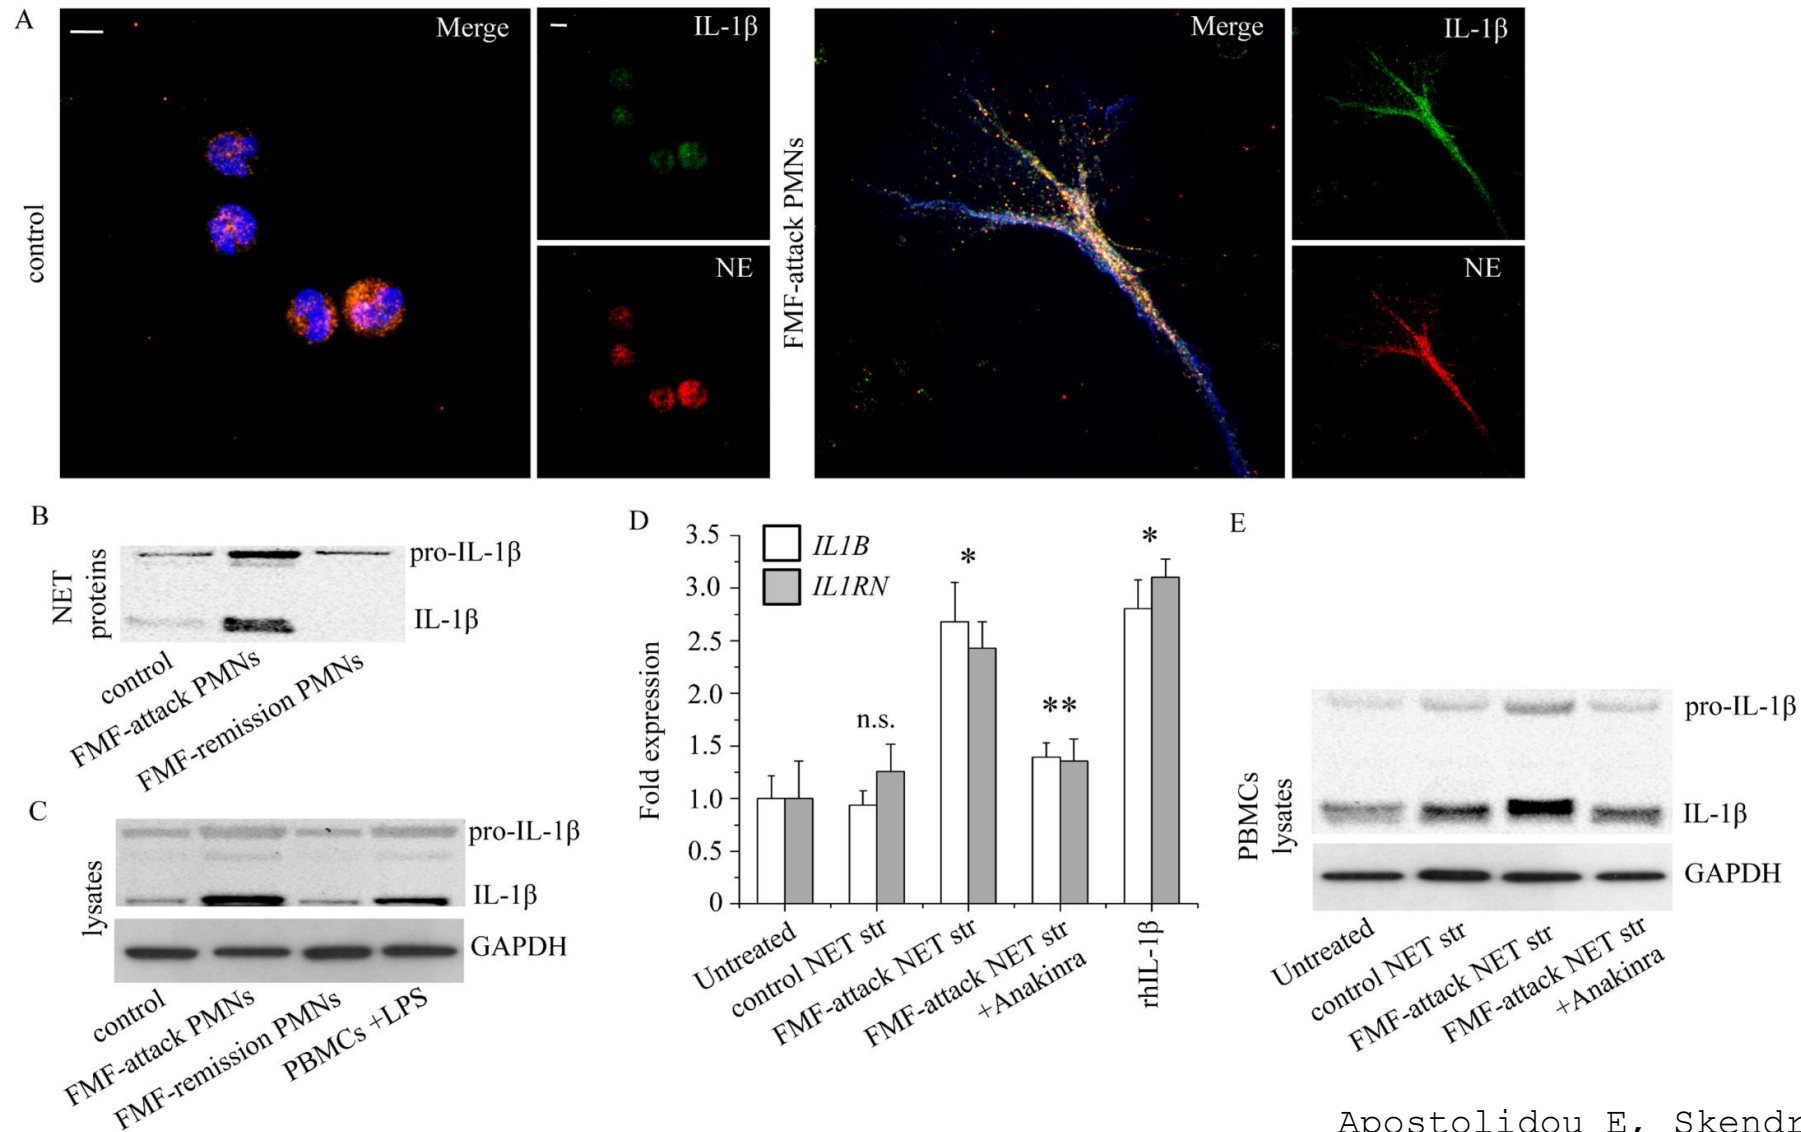 A
control
Merge
IL-1β
NE
FMF-attack PMNs
Merge
IL-1β
NE
B
NET
proteins
pro-IL-1β
IL-1β
control
FMF-attack PMNs
FMF-remission PMNs
C
lysates
pro-IL-1β
IL-1β
GAPDH
control
FMF-attack PMNs
FMF-remission PMNs
PBMCs +LPS
D
Fold expression
3.5
3.0
2.5
2.0
1.5
1.0
0.5
0
IL1B
IL1RN
n.s.
*
**
*
Untreated
control NET str
FMF-attack NET str
FMF-attack NET str
+Anakinra
rhIL-1β
E
PBMCs
lysates
pro-IL-1β
IL-1β
GAPDH
Untreated
control NET str
FMF-attack NET str
FMF-attack NET str
+Anakinra
Apostolidou E, Skendr